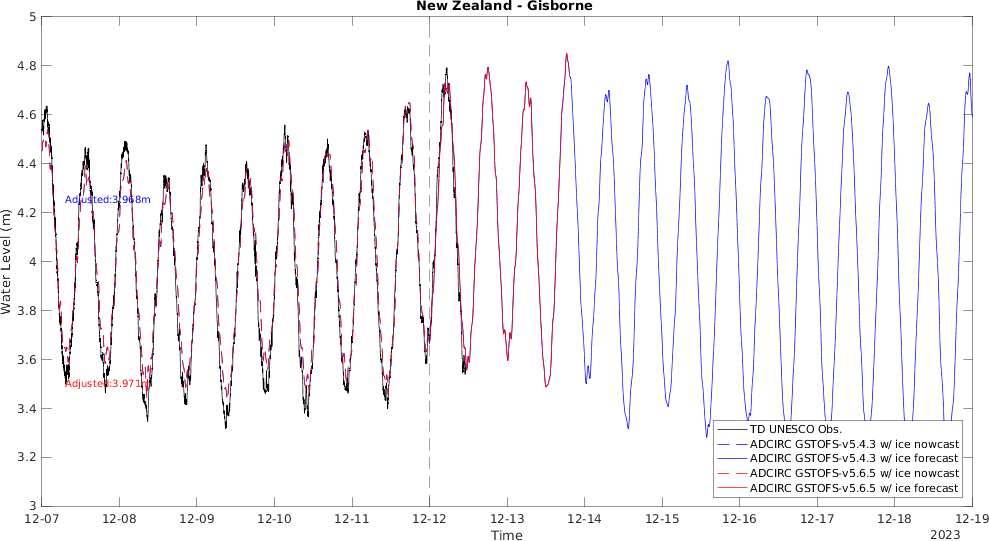 New Zealand - Gisborne
5
4.8
4.6
4.4
4.2
4
3.8
3.6
3.4
3.2
3
Water Level (m)
Adjusted:3.968m
Adjusted:3.971m
TD UNESCO Obs.
ADCIRC GSTOFS-v5.4.3 w/ ice nowcast
ADCIRC GSTOFS-v5.4.3 w/ ice forecast
ADCIRC GSTOFS-v5.6.5 w/ ice nowcast
ADCIRC GSTOFS-v5.6.5 w/ ice forecast
12-07 12-08 12-09 12-10 12-11 12-12 12-13 12-14 12-15 12-16 12-17 12-18 12-19
Time
2023